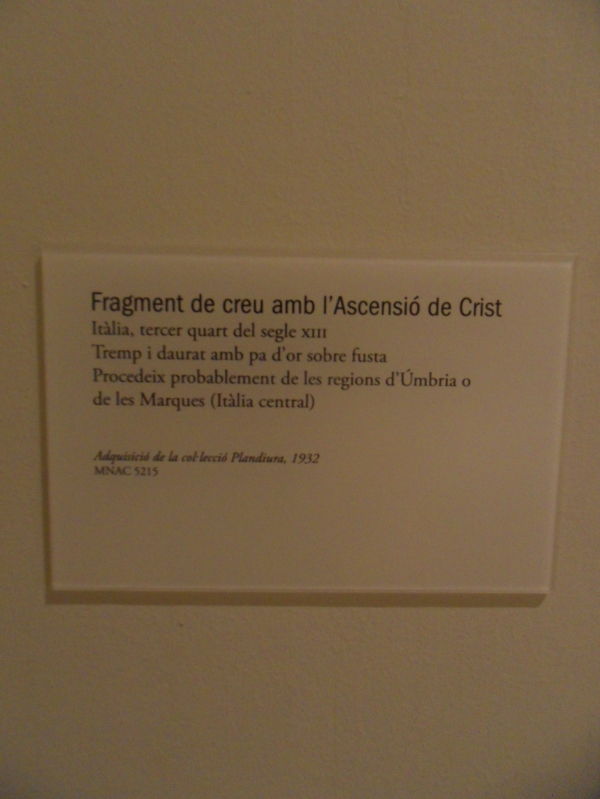 Fragment de creu amb l'Ascensió de Crist
Itàlia, tercer quart del segle XIII
Tremp i daurat amb pa d'or sobre fusta
Procedeix probablement de les regions d'Úmbria o
de les Marques (Itàlia central)
Adquisició de la col·lecció Plandiura, 1932
MNAC 5215